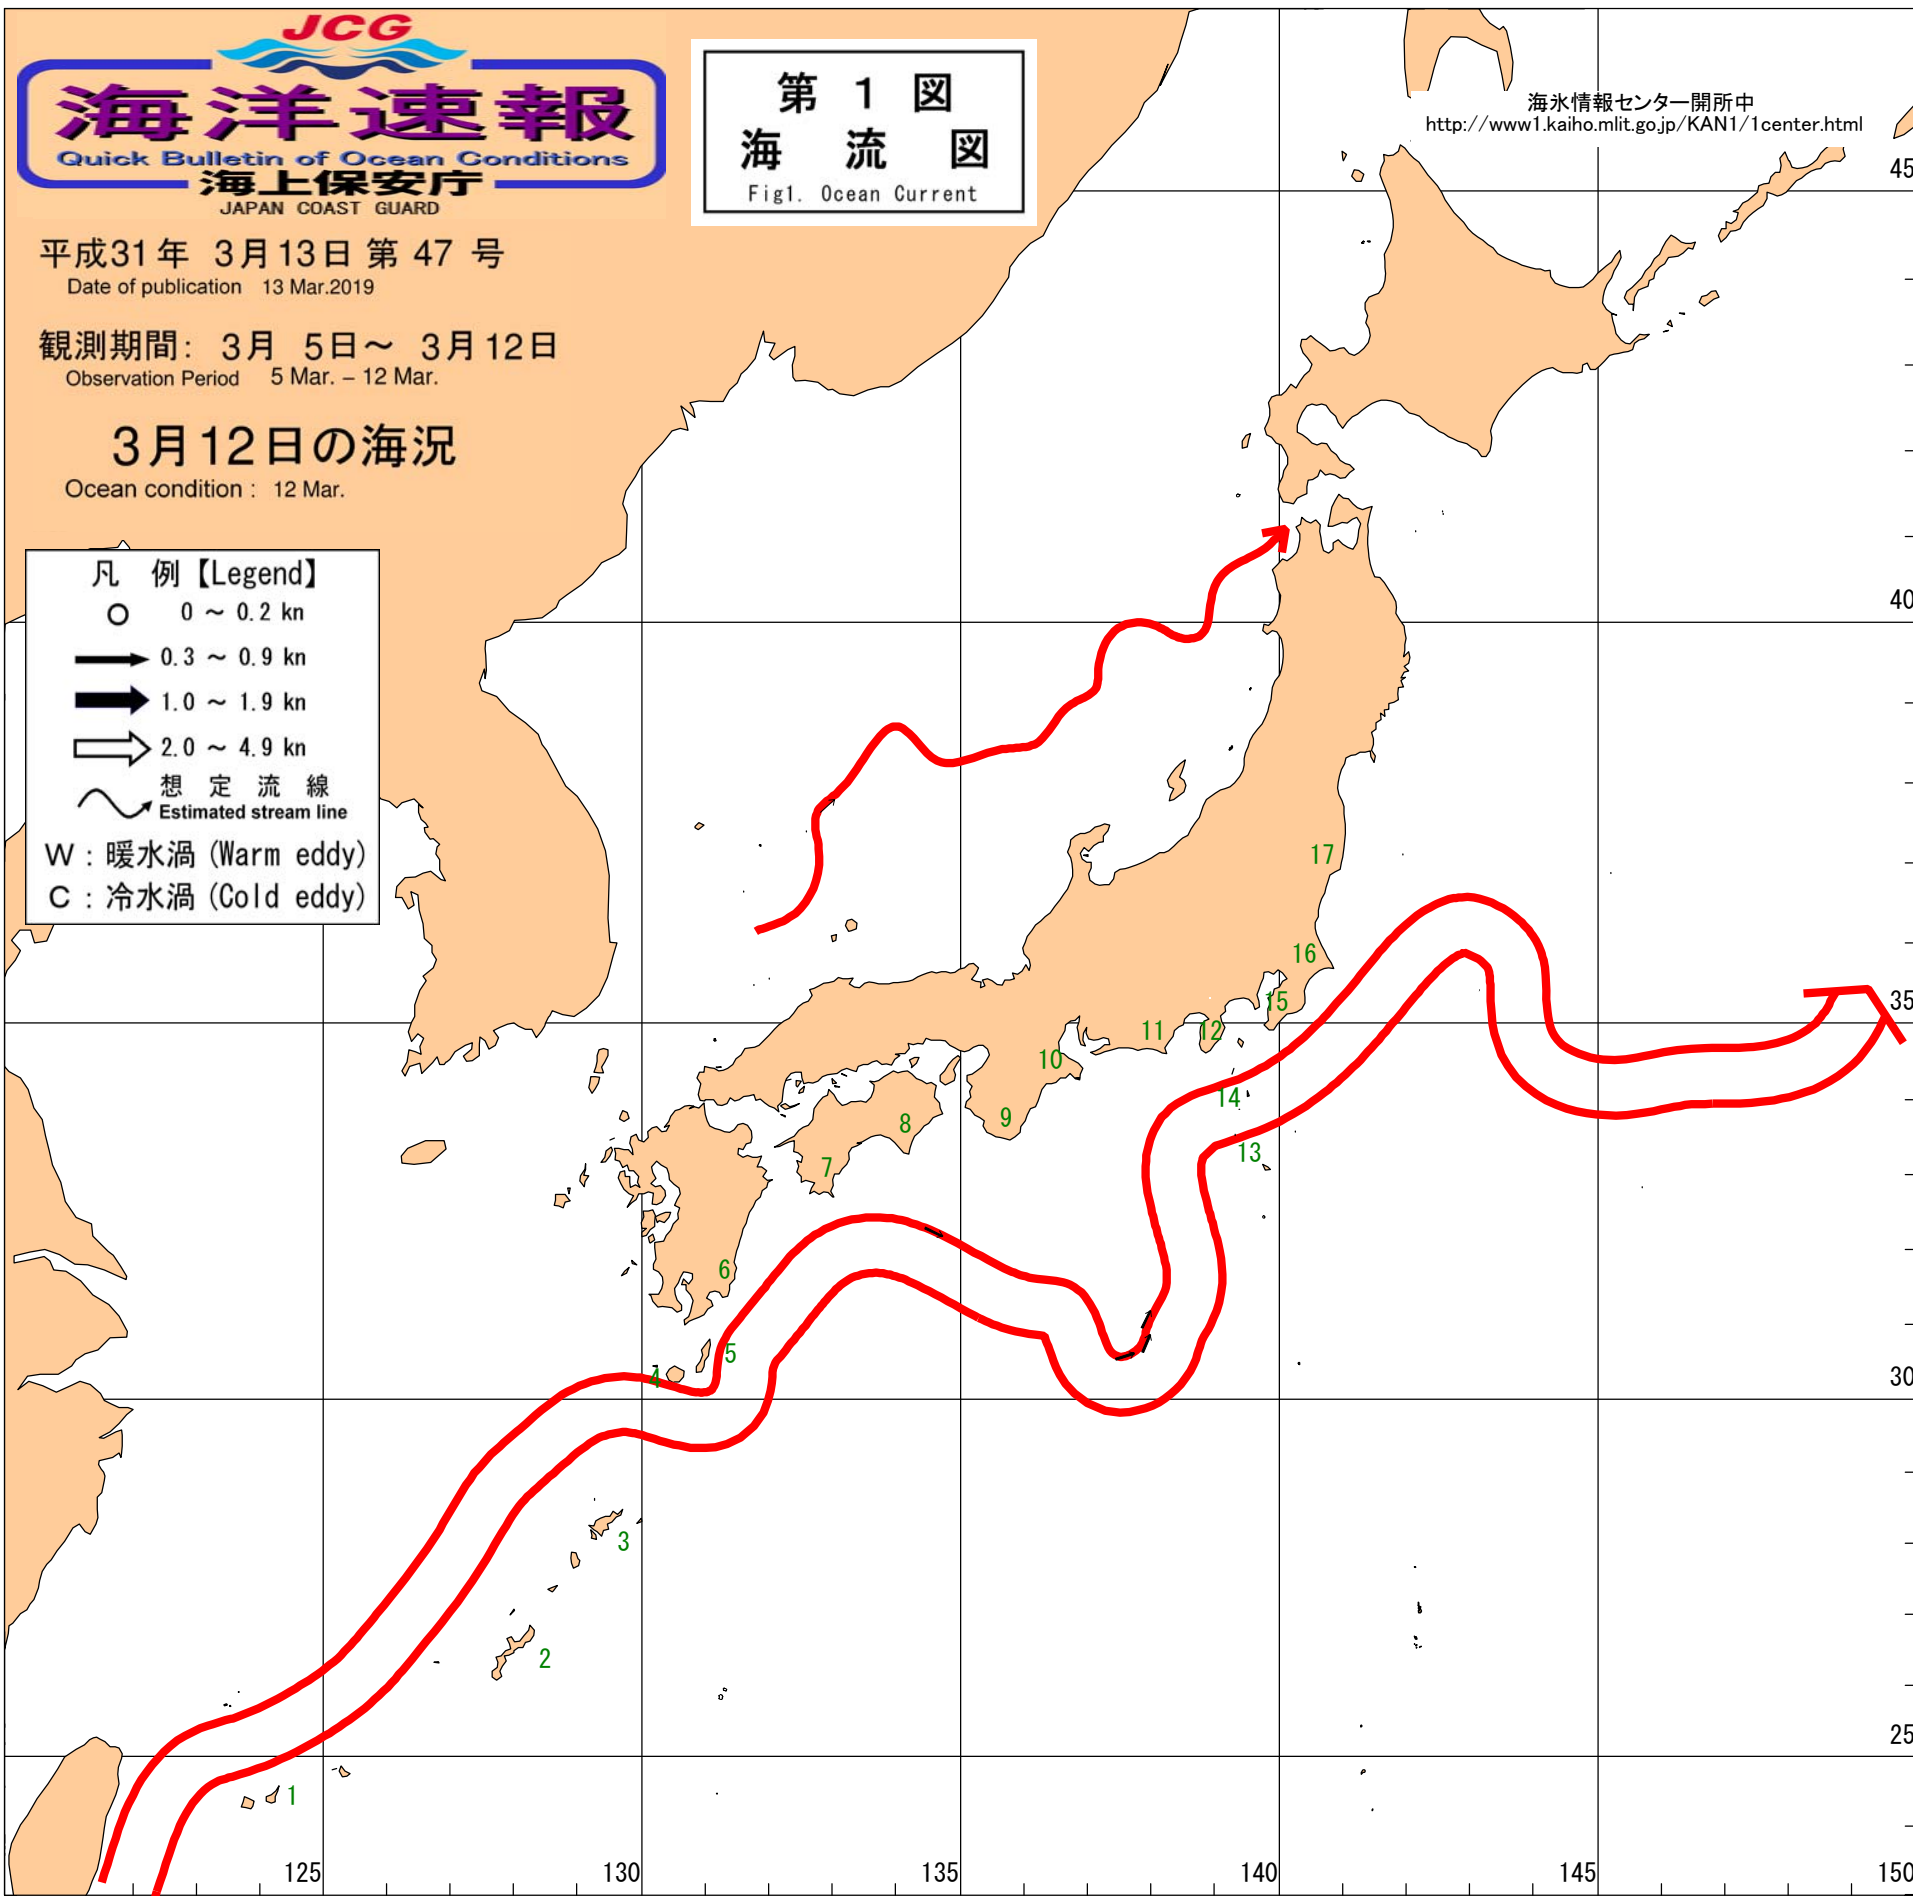 JCG
海洋速報
Quick Bulletin of Ocean Conditions
海上保安庁
JAPAN COAST GUARD
第 1 図
海 流 図
Fig1. Ocean Current
海氷情報センター開所中
http://www1.kaiho.mlit.go.jp/KAN1/1center.html
平成31年 3月13日 第 47 号
Date of publication 13 Mar.2019
観測期間: 3月 5日～ 3月12日
Observation Period 5 Mar. – 12 Mar.
3月12日の海況
Ocean condition : 12 Mar.
凡 例【Legend】
0 ～ 0.2 kn
0.3 ～ 0.9 kn
1.0 ～ 1.9 kn
2.0 ～ 4.9 kn
想 定 流 線
Estimated stream line
W : 暖水渦 (Warm eddy)
C : 冷水渦 (Cold eddy)
45
40
17
16
35
15
11
12
10
14
9
8
13
7
6
5
4
30
3
2
25
1
125
130
135
140
145
150